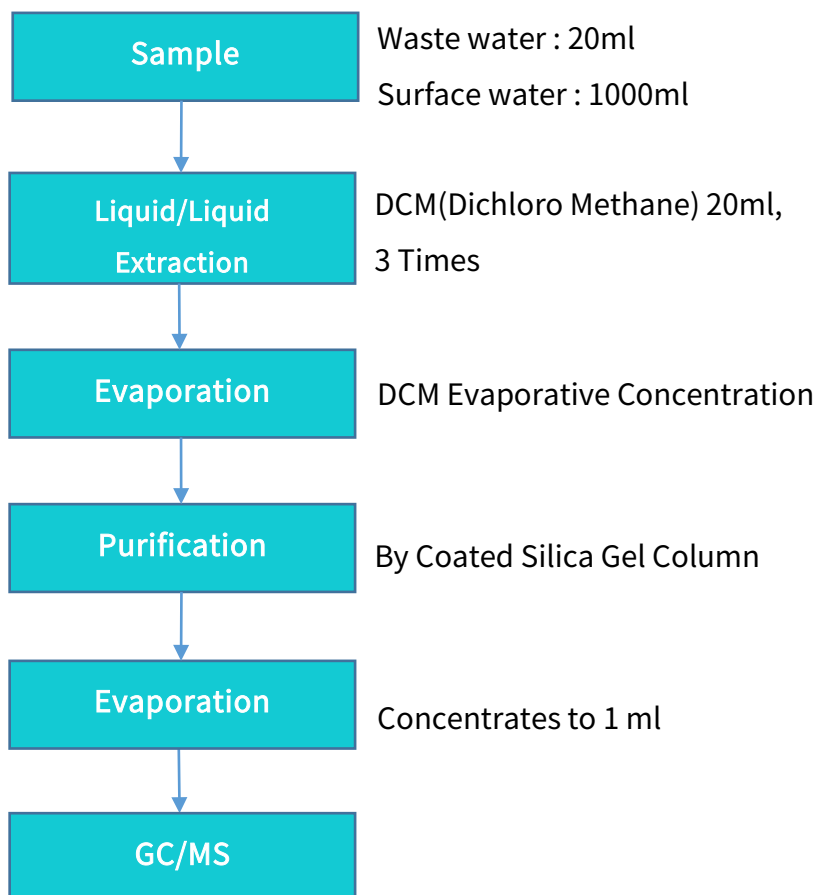 Sample
Waste water : 20ml
Surface water : 1000ml
Liquid/Liquid
Extraction
DCM(Dichloro Methane) 20ml,
3 Times
Evaporation
DCM Evaporative Concentration
Purification
By Coated Silica Gel Column
Evaporation
Concentrates to 1 ml
GC/MS